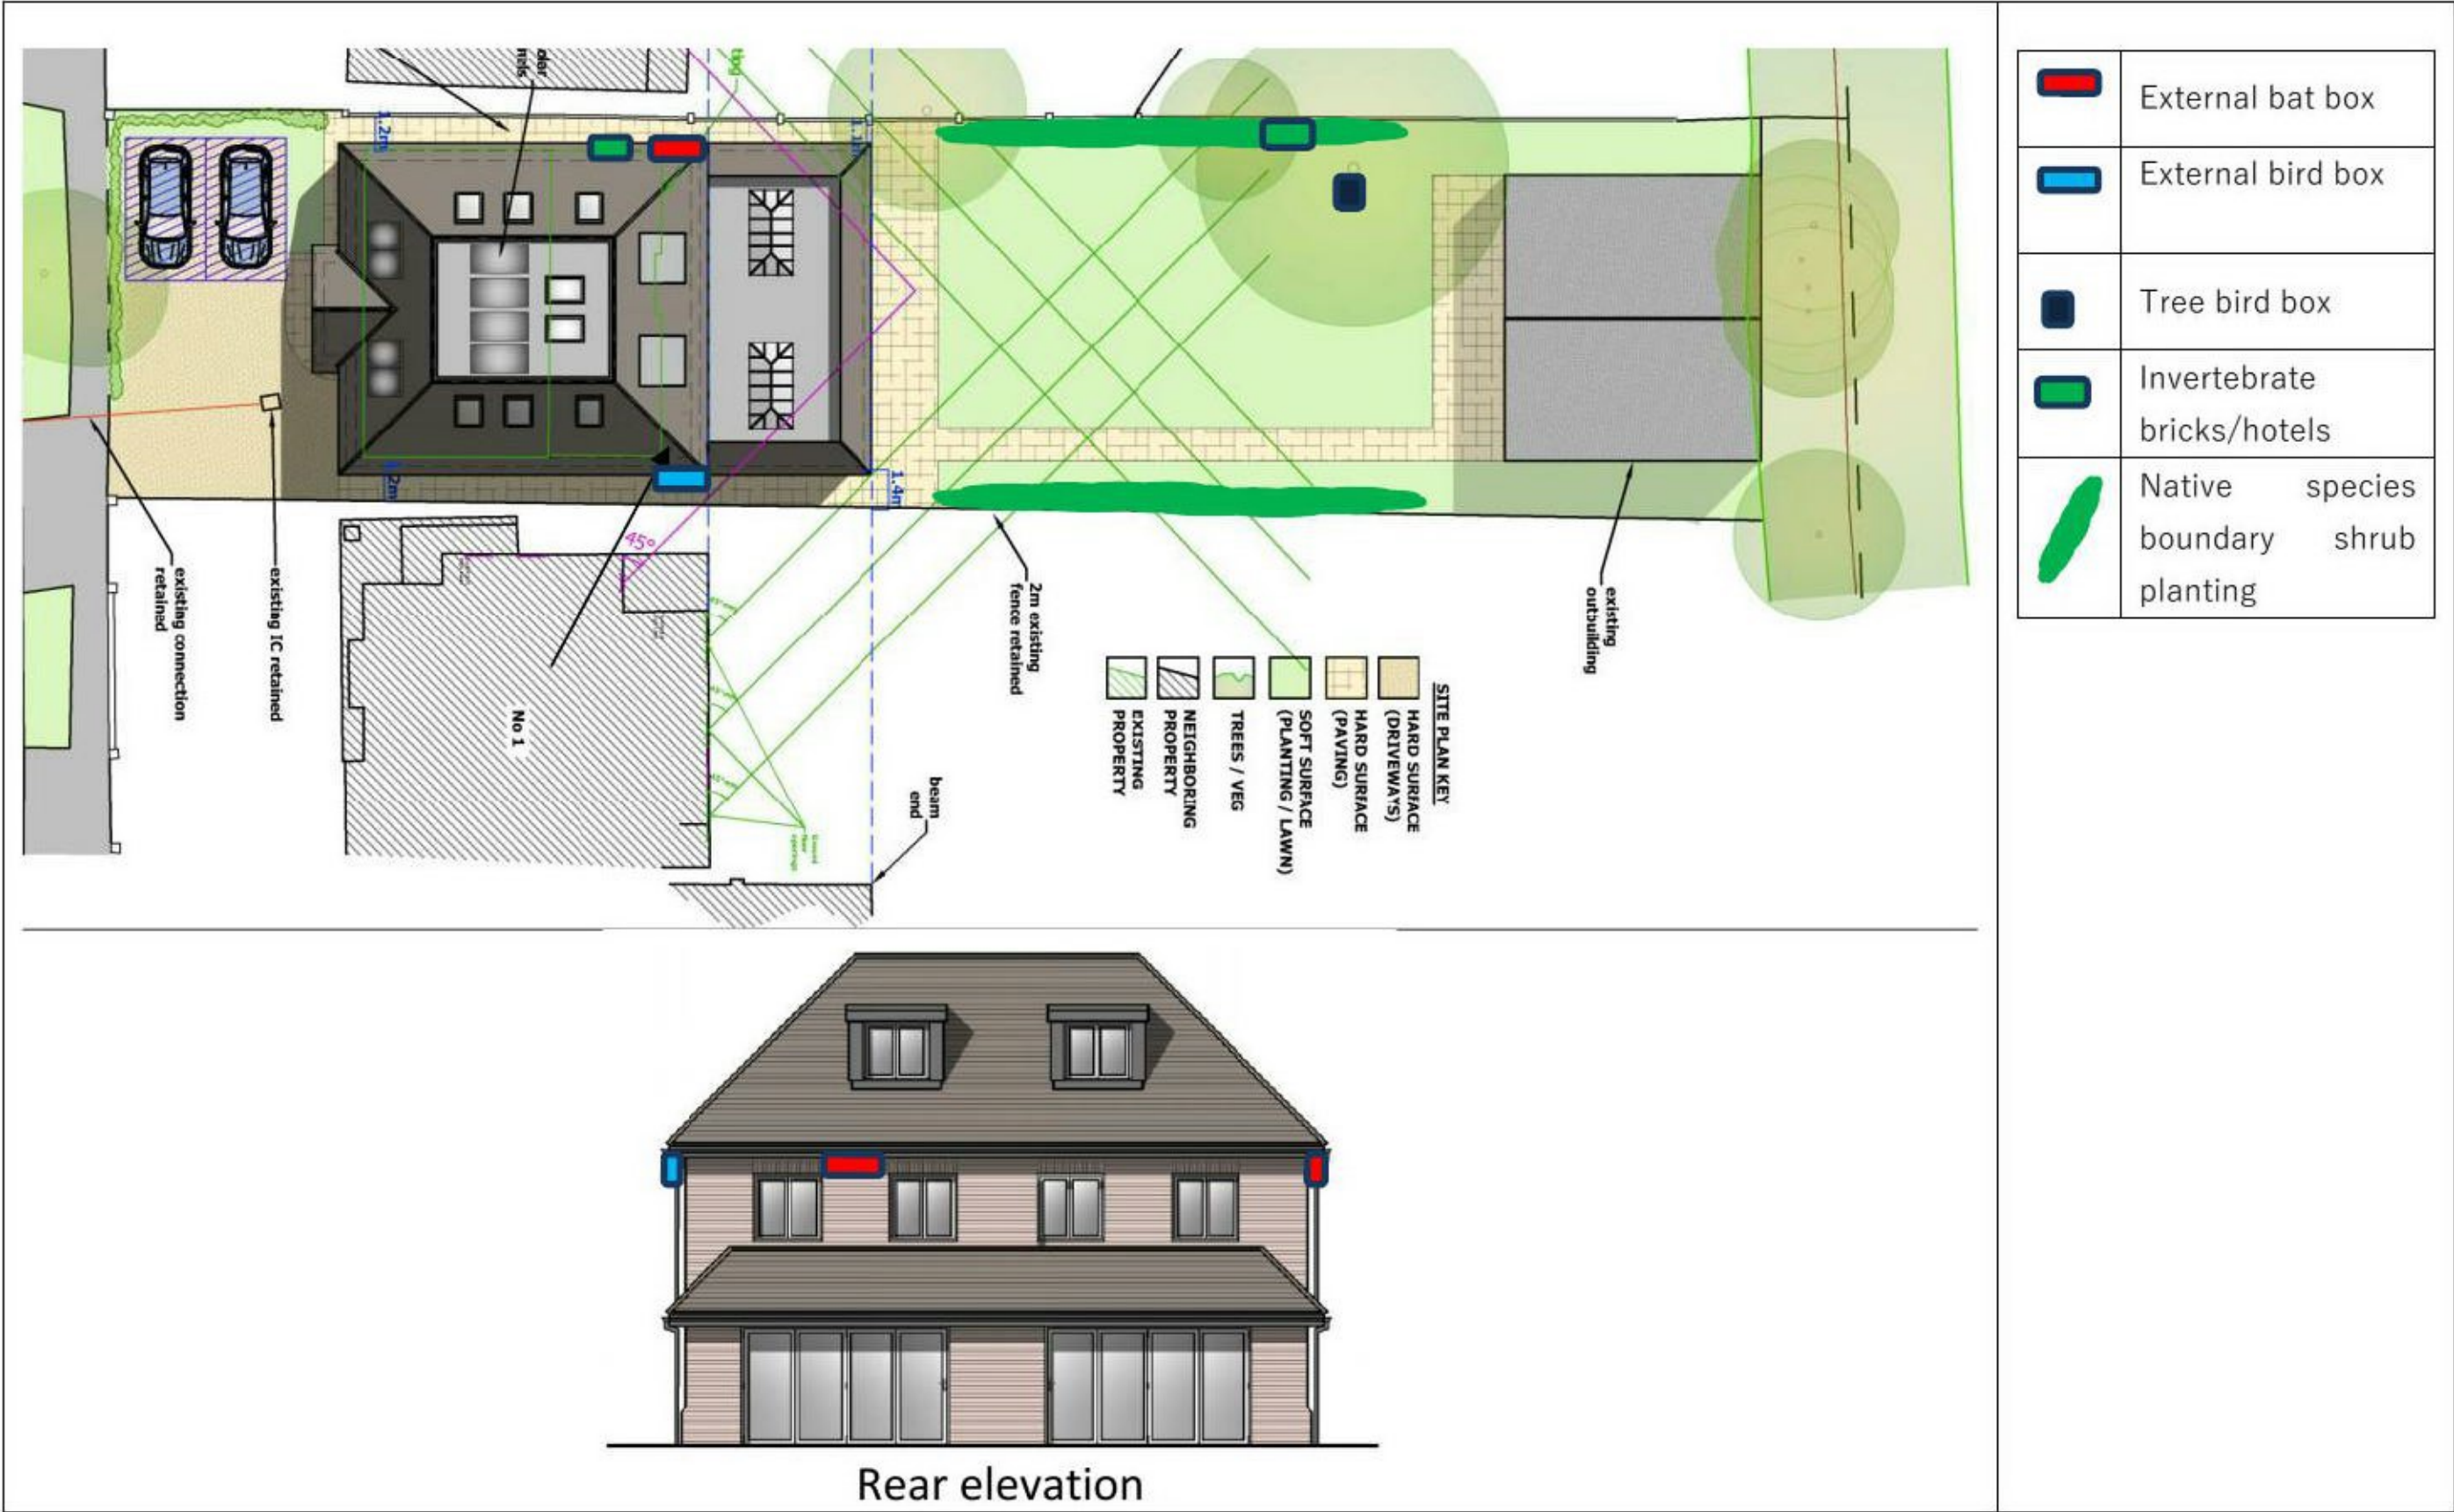 1.2m
1.2m
1.4m
45°
No 1
existing connection
retained
existing IC retained
2m existing
fence retained
existing
outbuilding
beam
end
SITE PLAN KEY
HARD SURFACE
(DRIVEWAYS)
HARD SURFACE
(PAVING)
SOFT SURFACE
(PLANTING / LAWN)
TREES / VEG
NEIGHBORING
PROPERTY
EXISTING
PROPERTY
Rear elevation
External bat box
External bird box
Tree bird box
Invertebrate
bricks/hotels
Native species
boundary shrub
planting